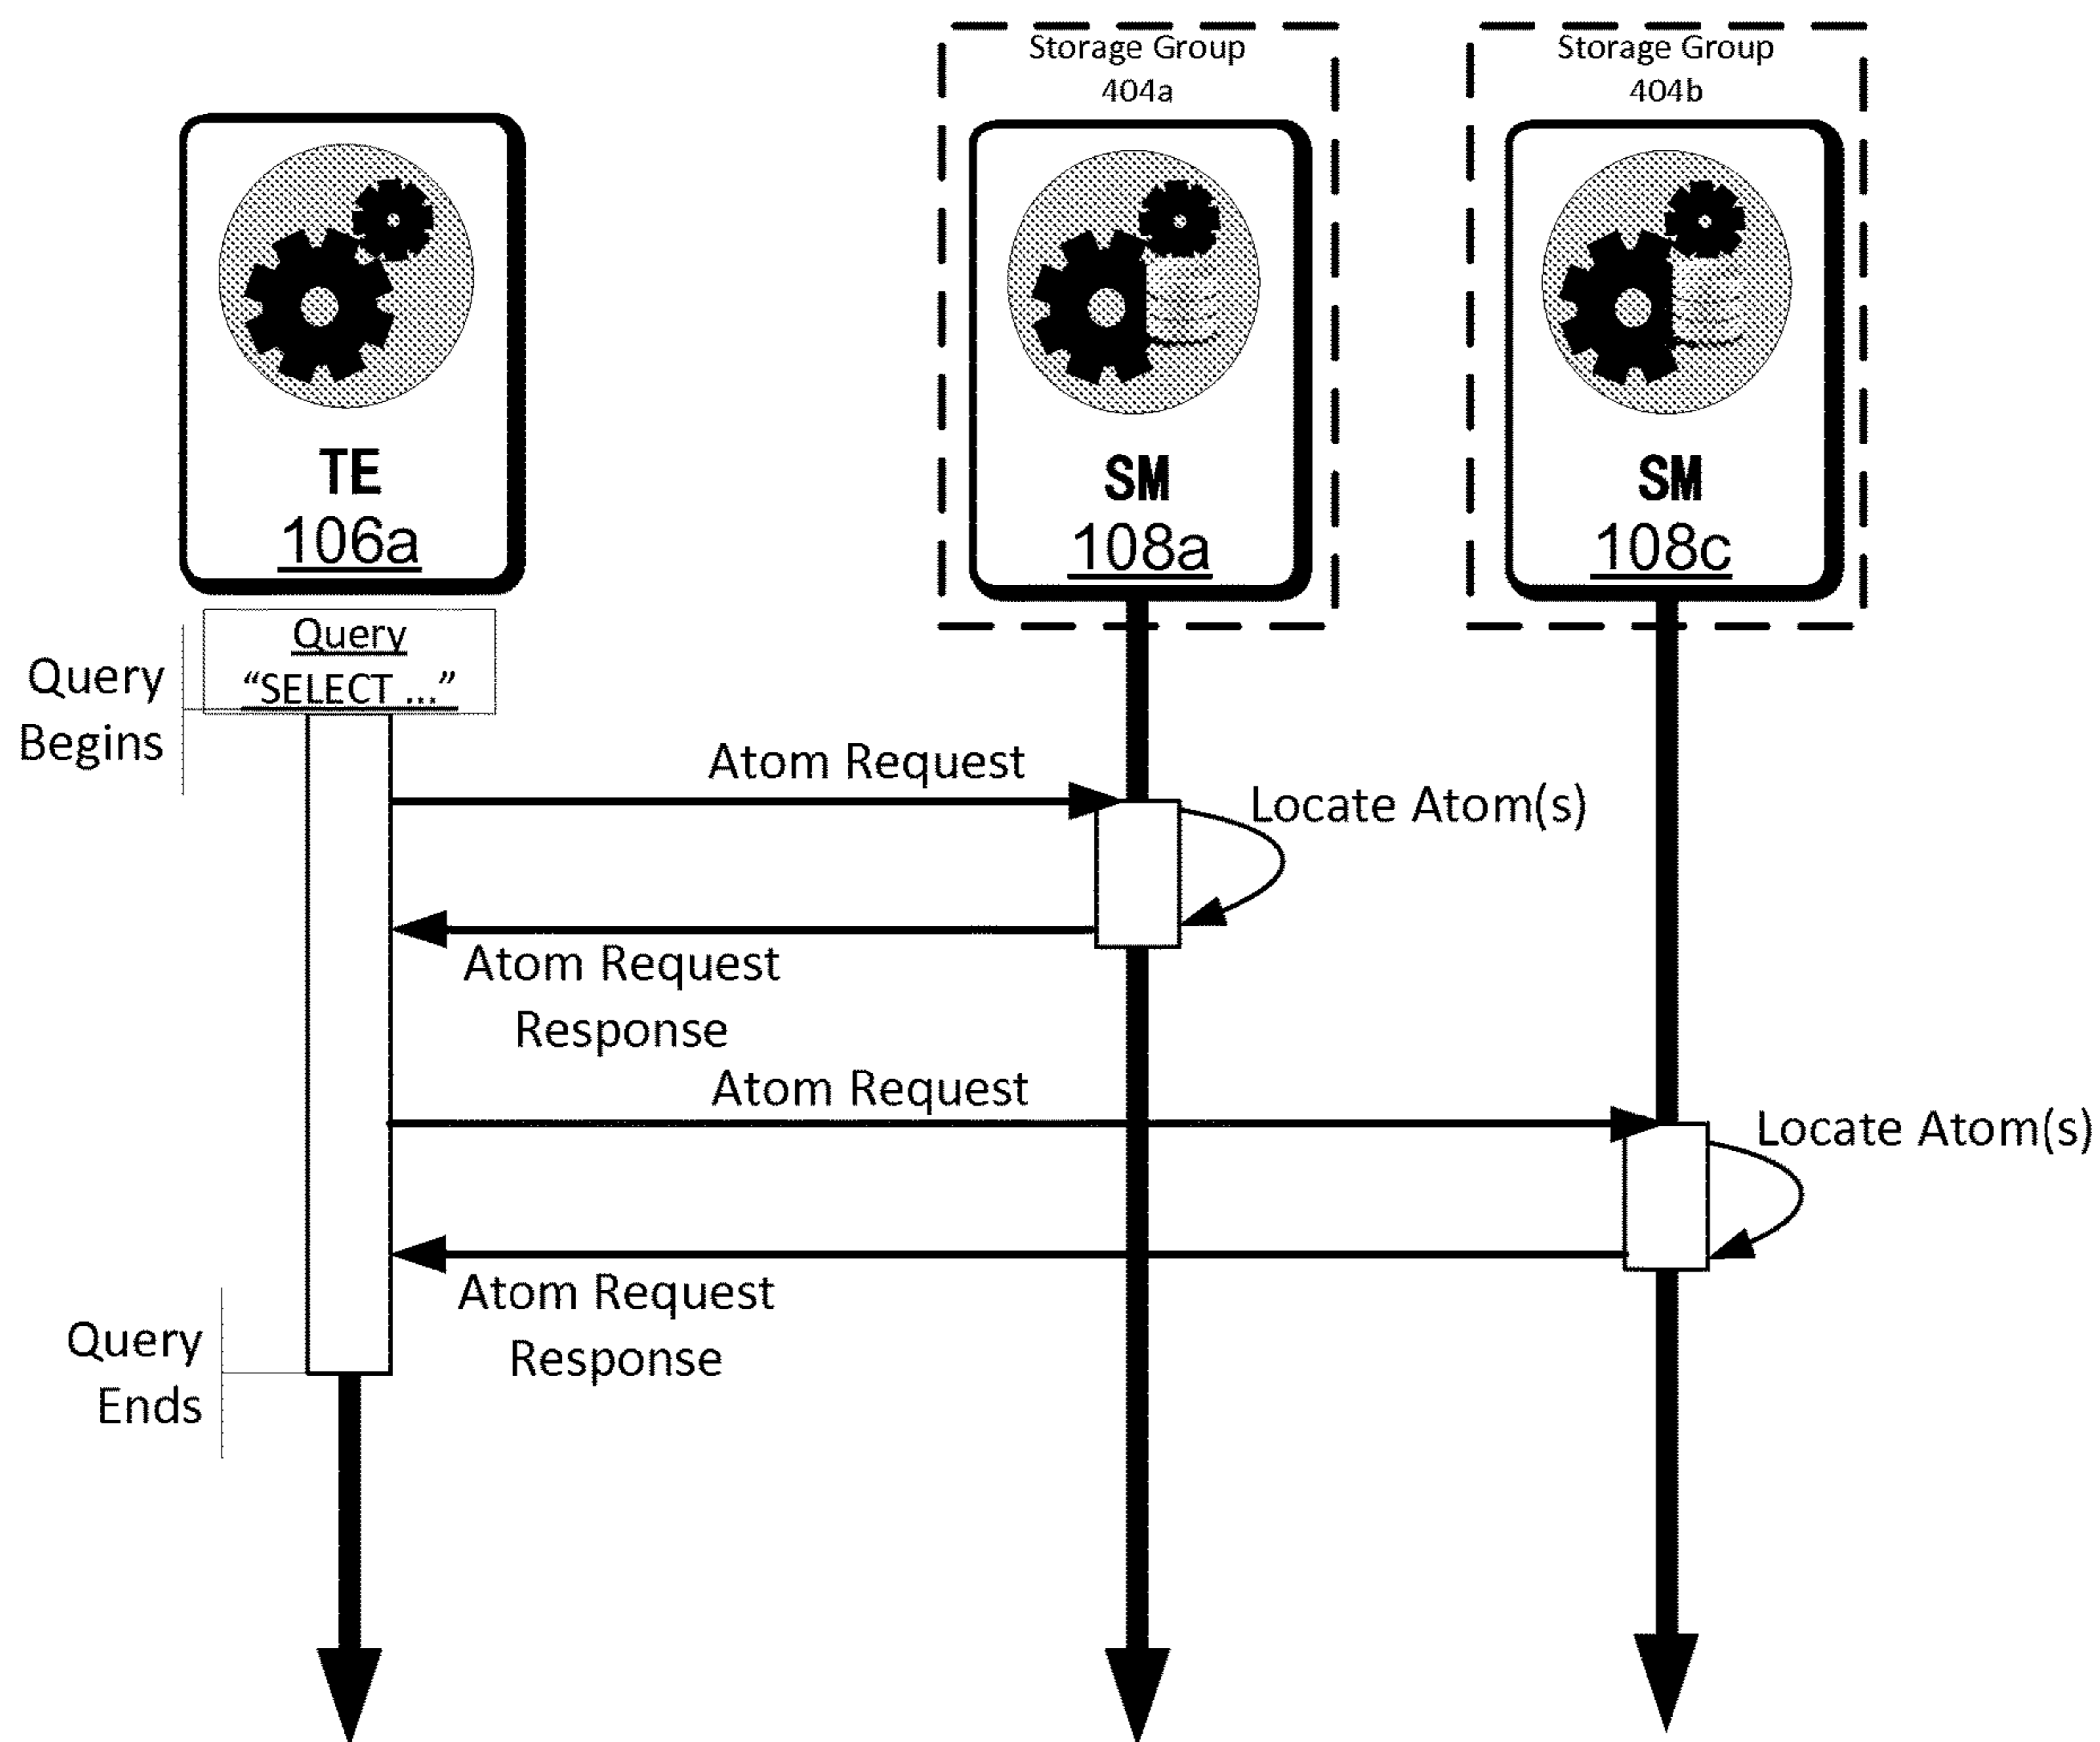 Storage Group
404a
Storage Group
404b
TE
106a
SM
108a
SM
108c
Query
"SELECT ..."
Query
Begins
Atom Request
Locate Atom(s)
Atom Request
Response
Atom Request
Locate Atom(s)
Atom Request
Response
Query
Ends